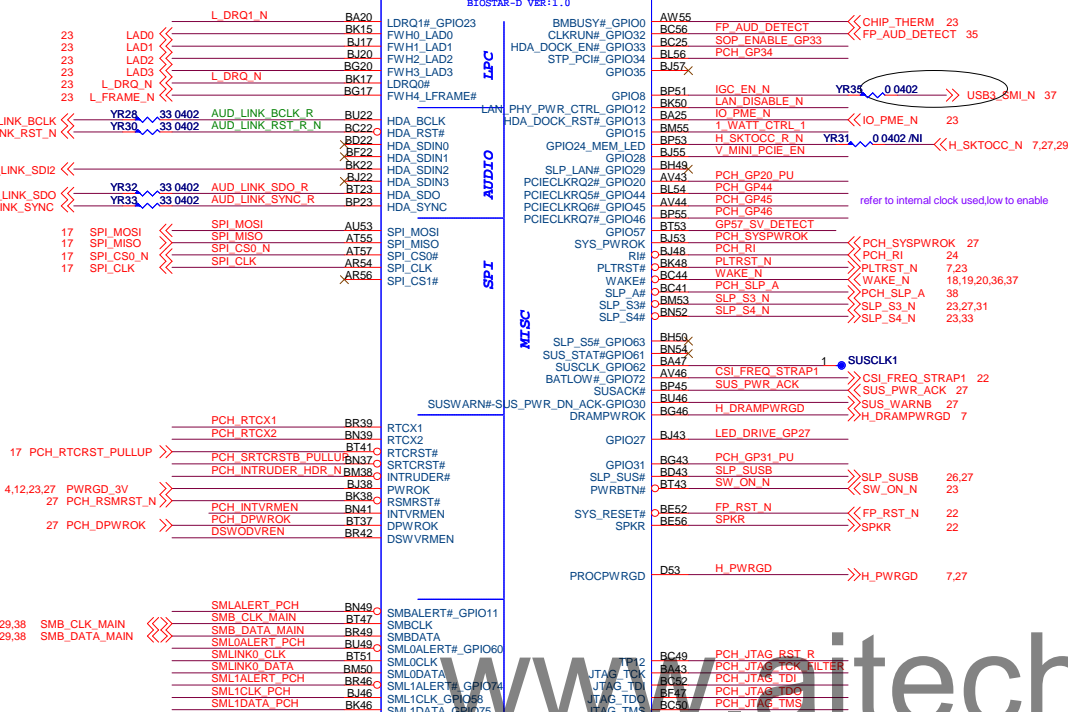 BIOSTAR-D VER:1.0
L_DRQ1_N BA20 LDRQ1#_GPIO23
23 LAD0 BK15 FWH0_LAD0
23 LAD1 BJ17 FWH1_LAD1
23 LAD2 BJ20 FWH2_LAD2
23 LAD3 BG20 FWH3_LAD3
23 L_DRQ_N L_DRQ_N BK17 LDRQ0#
23 L_FRAME_N BG17 FWH4_LFRAME#
LPC
LINK_BCLK YR28 33 0402 AUD_LINK_BCLK_R BU22 HDA_BCLK
NK_RST_N YR30 33 0402 AUD_LINK_RST_R_N BC22 HDA_RST#
BD22 HDA_SDIN0
BF22 HDA_SDIN1
_LINK_SDI2 BK22 HDA_SDIN2
BJ22 HDA_SDIN3
LINK_SDO YR32 33 0402 AUD_LINK_SDO_R BT23 HDA_SDO
INK_SYNC YR33 33 0402 AUD_LINK_SYNC_R BP23 HDA_SYNC
AUDIO
17 SPI_MOSI SPI_MOSI AU53 SPI_MOSI
17 SPI_MISO SPI_MISO AT55 SPI_MISO
17 SPI_CS0_N SPI_CS0_N AT57 SPI_CS0#
17 SPI_CLK SPI_CLK AR54 SPI_CLK
AR56 SPI_CS1#
SPI
MISC
PCH_RTCX1 BR39 RTCX1
PCH_RTCX2 BN39 RTCX2
17 PCH_RTCRST_PULLUP BT41 RTCRST#
PCH_SRTCRSTB_PULLUP BN37 SRTCRST#
PCH_INTRUDER_HDR_N BM38 INTRUDER#
4,12,23,27 PWRGD_3V BJ38 PWROK
27 PCH_RSMRST_N BK38 RSMRST#
PCH_INTVRMEN BN41 INTVRMEN
27 PCH_DPWROK PCH_DPWROK BT37 DPWROK
DSWODVREN BR42 DSWVRMEN
SMLALERT_PCH BN49 SMBALERT#_GPIO11
29,38 SMB_CLK_MAIN SMB_CLK_MAIN BT47 SMBCLK
29,38 SMB_DATA_MAIN SMB_DATA_MAIN BR49 SMBDATA
SML0ALERT_PCH BU49 SML0ALERT#_GPIO60
SMLINK0_CLK BT51 SML0CLK
SMLINK0_DATA BM50 SML0DATA
SML1ALERT_PCH BR46 SML1ALERT#_GPIO74
SML1CLK_PCH BJ46 SML1CLK_GPIO58
SML1DATA_PCH BK46 SML1DATA_GPIO75
BMBUSY#_GPIO0 AW55 CHIP_THERM 23
CLKRUN#_GPIO32 BC56 FP_AUD_DETECT FP_AUD_DETECT 35
HDA_DOCK_EN#_GPIO33 BC25 SOP_ENABLE_GP33
STP_PCI#_GPIO34 BL56 PCH_GP34
GPIO35 BJ57
GPIO8 BP51 IGC_EN_N YR35 0 0402 USB3_SMI_N 37
LAN_PHY_PWR_CTRL_GPIO12 BK50 LAN_DISABLE_N
HDA_DOCK_RST#_GPIO13 BA25 IO_PME_N IO_PME_N 23
GPIO15 BM55 1_WATT_CTRL_1
GPIO24_MEM_LED BP53 H_SKTOCC_R_N YR31 0 0402 /NI H_SKTOCC_N 7,27,29
GPIO28 BJ55 V_MINI_PCIE_EN
SLP_LAN#_GPIO29 BH49
PCIECLKRQ2#_GPIO20 AV43 PCH_GP20_PU
PCIECLKRQ5#_GPIO44 BL54 PCH_GP44
PCIECLKRQ6#_GPIO45 AV44 PCH_GP45 refer to internal clock used,low to enable
PCIECLKRQ7#_GPIO46 BP55 PCH_GP46
GPIO57 BT53 GP57_SV_DETECT
SYS_PWROK BJ53 PCH_SYSPWROK PCH_SYSPWROK 27
RI# BJ48 PCH_RI PCH_RI 24
PLTRST# BK48 PLTRST_N PLTRST_N 7,23
WAKE# BC44 WAKE_N WAKE_N 18,19,20,36,37
SLP_A# BC41 PCH_SLP_A PCH_SLP_A 38
SLP_S3# BM53 SLP_S3_N SLP_S3_N 23,27,31
SLP_S4# BN52 SLP_S4_N SLP_S4_N 23,33
SLP_S5#_GPIO63 BH50
SUS_STAT#GPIO61 BN54
SUSCLK_GPIO62 BA47 1 SUSCLK1
BATLOW#_GPIO72 AV46 CSI_FREQ_STRAP1 CSI_FREQ_STRAP1 22
SUSACK# BP45 SUS_PWR_ACK SUS_PWR_ACK 27
SUSWARN#-SUS_PWR_DN_ACK-GPIO30 BU46 SUS_WARNB 27
DRAMPWROK BG46 H_DRAMPWRGD H_DRAMPWRGD 7
GPIO27 BJ43 LED_DRIVE_GP27
GPIO31 BG43 PCH_GP31_PU
SLP_SUS# BD43 SLP_SUSB SLP_SUSB 26,27
PWRBTN# BT43 SW_ON_N SW_ON_N 23
SYS_RESET# BE52 FP_RST_N FP_RST_N 22
SPKR BE56 SPKR SPKR 22
PROCPWRGD D53 H_PWRGD H_PWRGD 7,27
TP12 BC49 PCH_JTAG_RST_R
JTAG_TCK BA43 PCH_JTAG_TCK_FILTER
JTAG_TDI BC52 PCH_JTAG_TDI
JTAG_TDO BF47 PCH_JTAG_TDO
JTAG_TMS BC50 PCH_JTAG_TMS
www.aitech